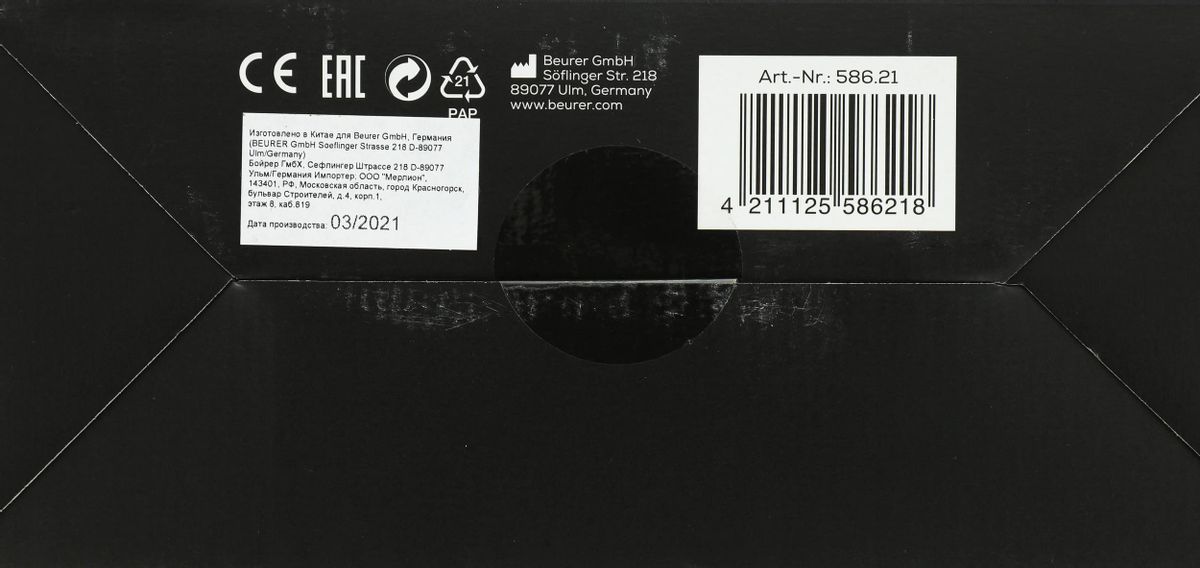 CE EAC
21
PAP
Beurer GmbH
Söflinger Str. 218
89077 Ulm, Germany
www.beurer.com
Art.-Nr.: 586.21
4 211125 586218
Изготовлено в Китае для Beurer GmbH, Германия
(BEURER GmbH Soeflinger Strasse 218 D-89077
Ulm/Germany)
Бойрер ГмбХ, Сефлингер Штрассе 218 D-89077
Ульм/Германия Импортер: ООО "Мерлион",
143401, РФ, Московская область, город Красногорск,
бульвар Строителей, д.4, корп.1,
этаж 8, каб.819
Дата производства: 03/2021